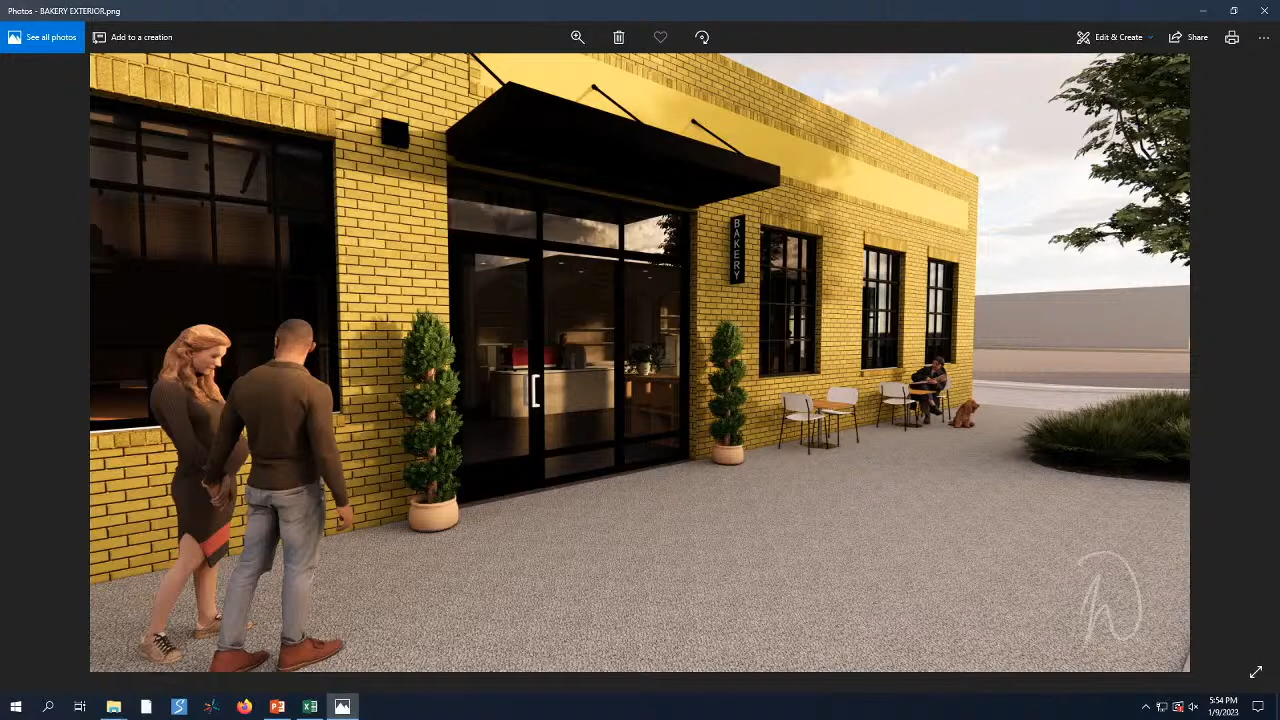 Photos - BAKERY EXTERIOR.png
See all photos
Add to a creation
Edit & Create
Share
BAKERY
5:54 PM
1/9/2023